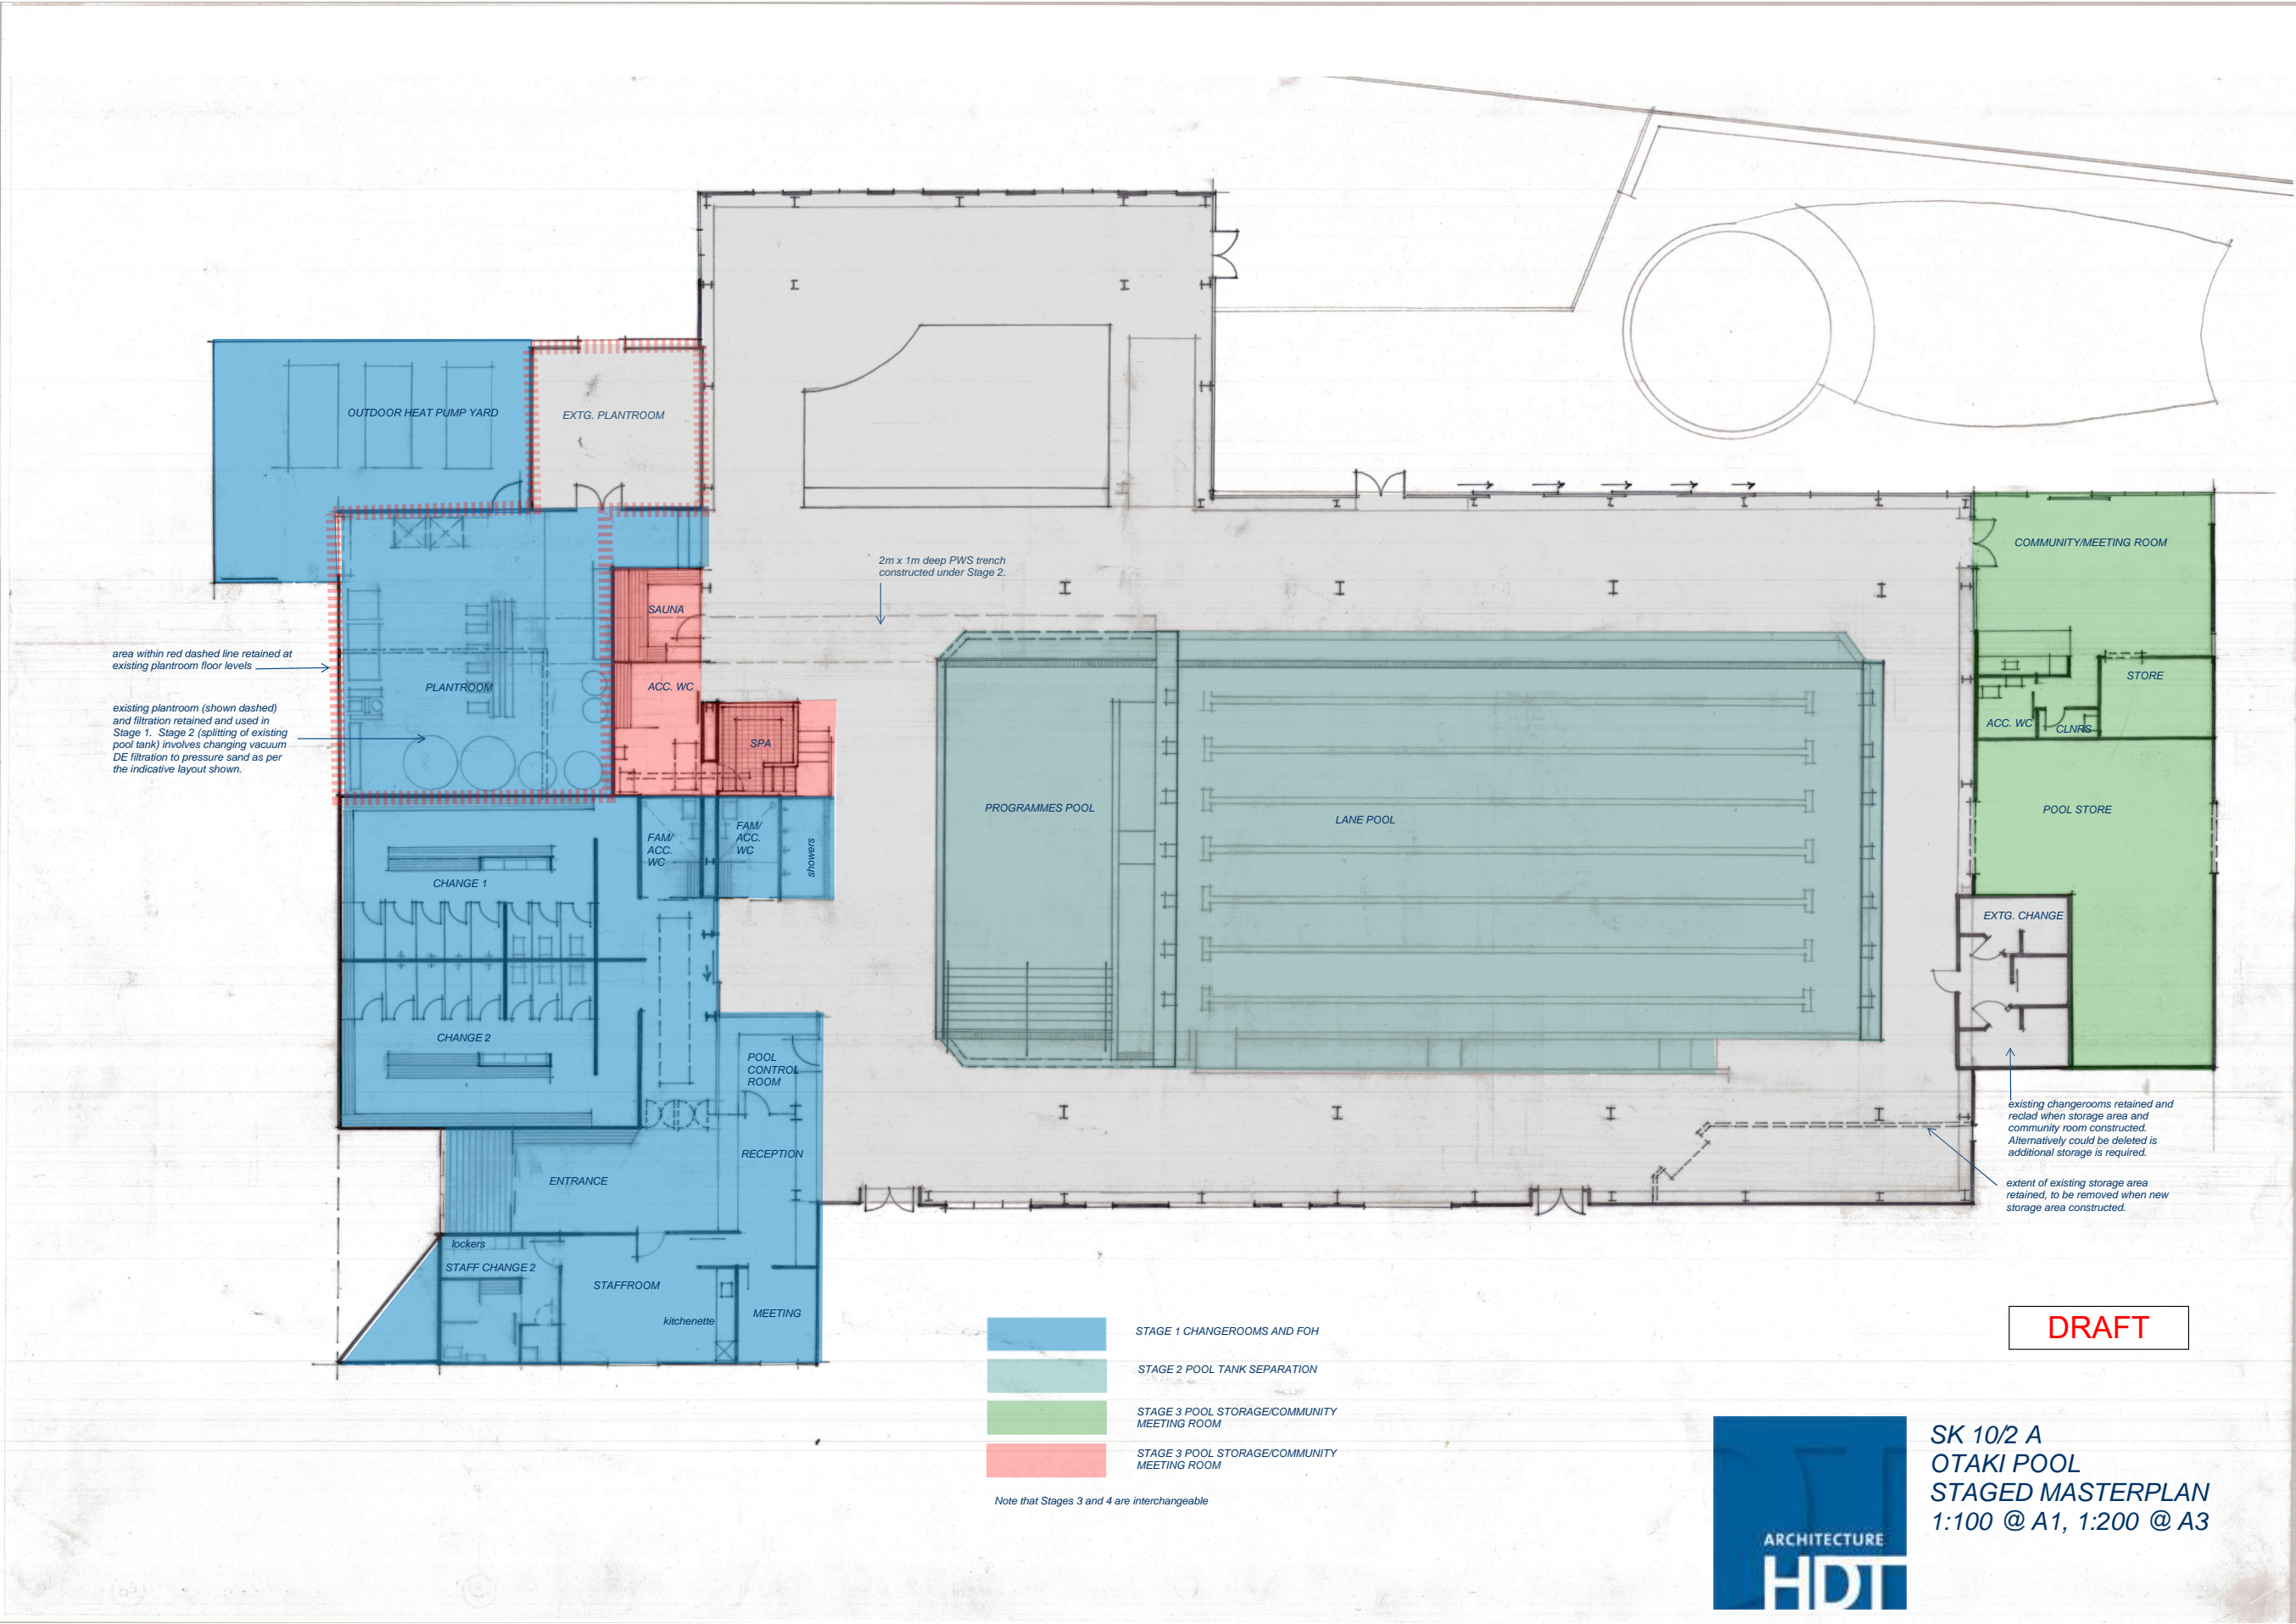 OUTDOOR HEAT PUMP YARD
EXTG. PLANTROOM
COMMUNITY/MEETING ROOM
2m x 1m deep PWS trench
constructed under Stage 2.
SAUNA
area within red dashed line retained at
existing plantroom floor levels
PLANTROOM
ACC. WC
STORE
existing plantroom (shown dashed)
and filtration retained and used in
Stage 1. Stage 2 (splitting of existing
pool tank) involves changing vacuum
DE filtration to pressure sand as per
the indicative layout shown.
SPA
ACC. WC
CLNRS
PROGRAMMES POOL
LANE POOL
POOL STORE
FAM/
ACC.
WC
FAM/
ACC.
WC
showers
CHANGE 1
EXTG. CHANGE
CHANGE 2
POOL
CONTROL
ROOM
existing changerooms retained and
reclad when storage area and
community room constructed.
Alternatively could be deleted is
additional storage is required.
RECEPTION
ENTRANCE
extent of existing storage area
retained, to be removed when new
storage area constructed.
lockers
STAFF CHANGE 2
STAFFROOM
kitchenette
MEETING
STAGE 1 CHANGEROOMS AND FOH
STAGE 2 POOL TANK SEPARATION
STAGE 3 POOL STORAGE/COMMUNITY
MEETING ROOM
STAGE 3 POOL STORAGE/COMMUNITY
MEETING ROOM
Note that Stages 3 and 4 are interchangeable
DRAFT
ARCHITECTURE
HDT
SK 10/2 A
OTAKI POOL
STAGED MASTERPLAN
1:100 @ A1, 1:200 @ A3